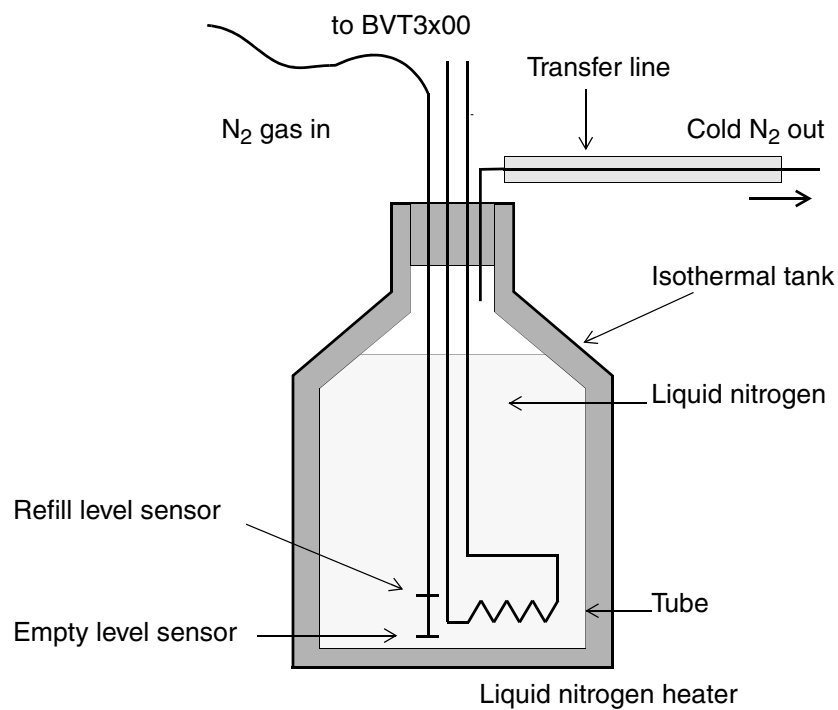 to BVT3x00
Transfer line
N2 gas in
Cold N2 out
Isothermal tank
Liquid nitrogen
Refill level sensor
Tube
Empty level sensor
Liquid nitrogen heater